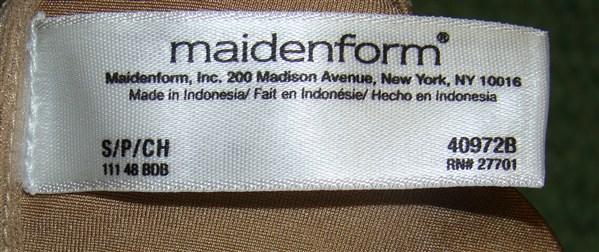 maidenform®
Maidenform, Inc. 200 Madison Avenue, New York, NY 10016
Made in Indonesia/ Fait en Indonésie/ Hecho en Indonesia
S/P/CH 40972B
111 48 BDB RN# 27701